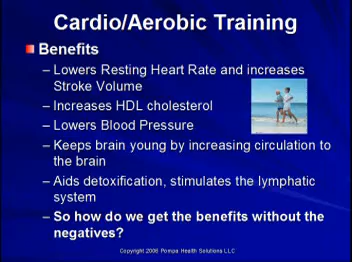 Cardio/Aerobic Training
Benefits
– Lowers Resting Heart Rate and increases
Stroke Volume
– Increases HDL cholesterol
– Lowers Blood Pressure
– Keeps brain young by increasing circulation to
the brain
– Aids detoxification, stimulates the lymphatic
system
– So how do we get the benefits without the
negatives?
Copyright 2006 Pompa Health Solutions LLC